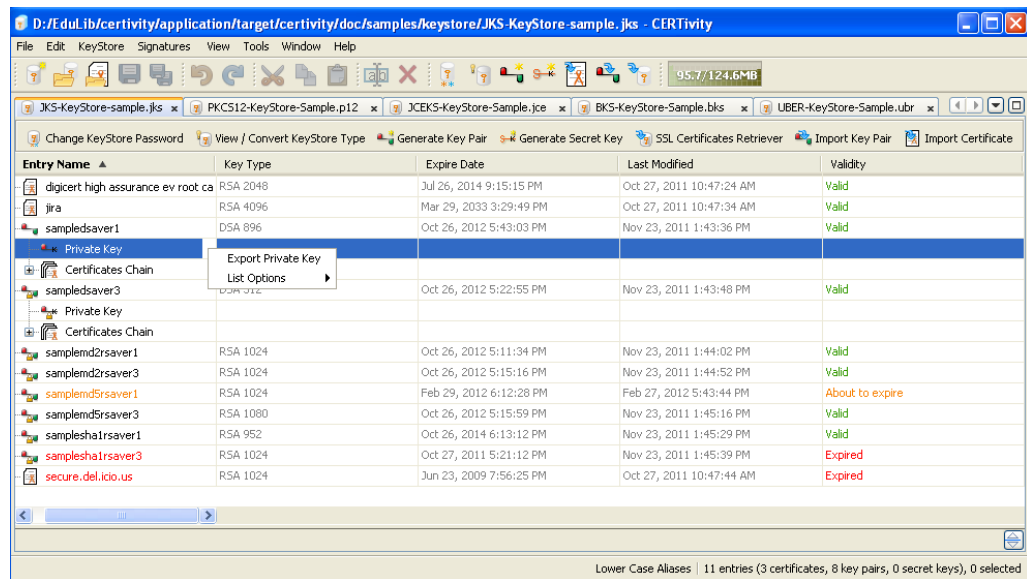 D:/EduLib/certivity/application/target/certivity/doc/samples/keystore/JKS-KeyStore-sample.jks - CERTivity
File Edit KeyStore Signatures View Tools Window Help
95.7/124.6MB
JKS-KeyStore-sample.jks x PKCS12-KeyStore-Sample.p12 x JCEKS-KeyStore-Sample.jce x BKS-KeyStore-Sample.bks x UBER-KeyStore-Sample.ubr x
Change KeyStore Password View / Convert KeyStore Type Generate Key Pair Generate Secret Key SSL Certificates Retriever Import Key Pair Import Certificate
Entry Name Key Type Expire Date Last Modified Validity
digicert high assurance ev root ca RSA 2048 Jul 26, 2014 9:15:15 PM Oct 27, 2011 10:47:24 AM Valid
jira RSA 4096 Mar 29, 2033 3:29:49 PM Oct 27, 2011 10:47:34 AM Valid
sampledsaver1 DSA 896 Oct 26, 2012 5:43:03 PM Nov 23, 2011 1:43:36 PM Valid
Private Key
Export Private Key
Certificates Chain
List Options
sampledsaver3 DSA 512 Oct 26, 2012 5:22:55 PM Nov 23, 2011 1:43:48 PM Valid
Private Key
Certificates Chain
samplemd2rsaver1 RSA 1024 Oct 26, 2012 5:11:34 PM Nov 23, 2011 1:44:02 PM Valid
samplemd2rsaver3 RSA 1024 Oct 26, 2012 5:15:16 PM Nov 23, 2011 1:44:52 PM Valid
samplemd5rsaver1 RSA 1024 Feb 29, 2012 6:12:28 PM Feb 27, 2012 5:43:44 PM About to expire
samplemd5rsaver3 RSA 1080 Oct 26, 2012 5:15:59 PM Nov 23, 2011 1:45:16 PM Valid
samplesha1rsaver1 RSA 952 Oct 26, 2014 6:13:12 PM Nov 23, 2011 1:45:29 PM Valid
samplesha1rsaver3 RSA 1024 Oct 27, 2011 5:21:12 PM Nov 23, 2011 1:45:39 PM Expired
secure.del.icio.us RSA 1024 Jun 23, 2009 7:56:25 PM Oct 27, 2011 10:47:44 AM Expired
Lower Case Aliases | 11 entries (3 certificates, 8 key pairs, 0 secret keys), 0 selected